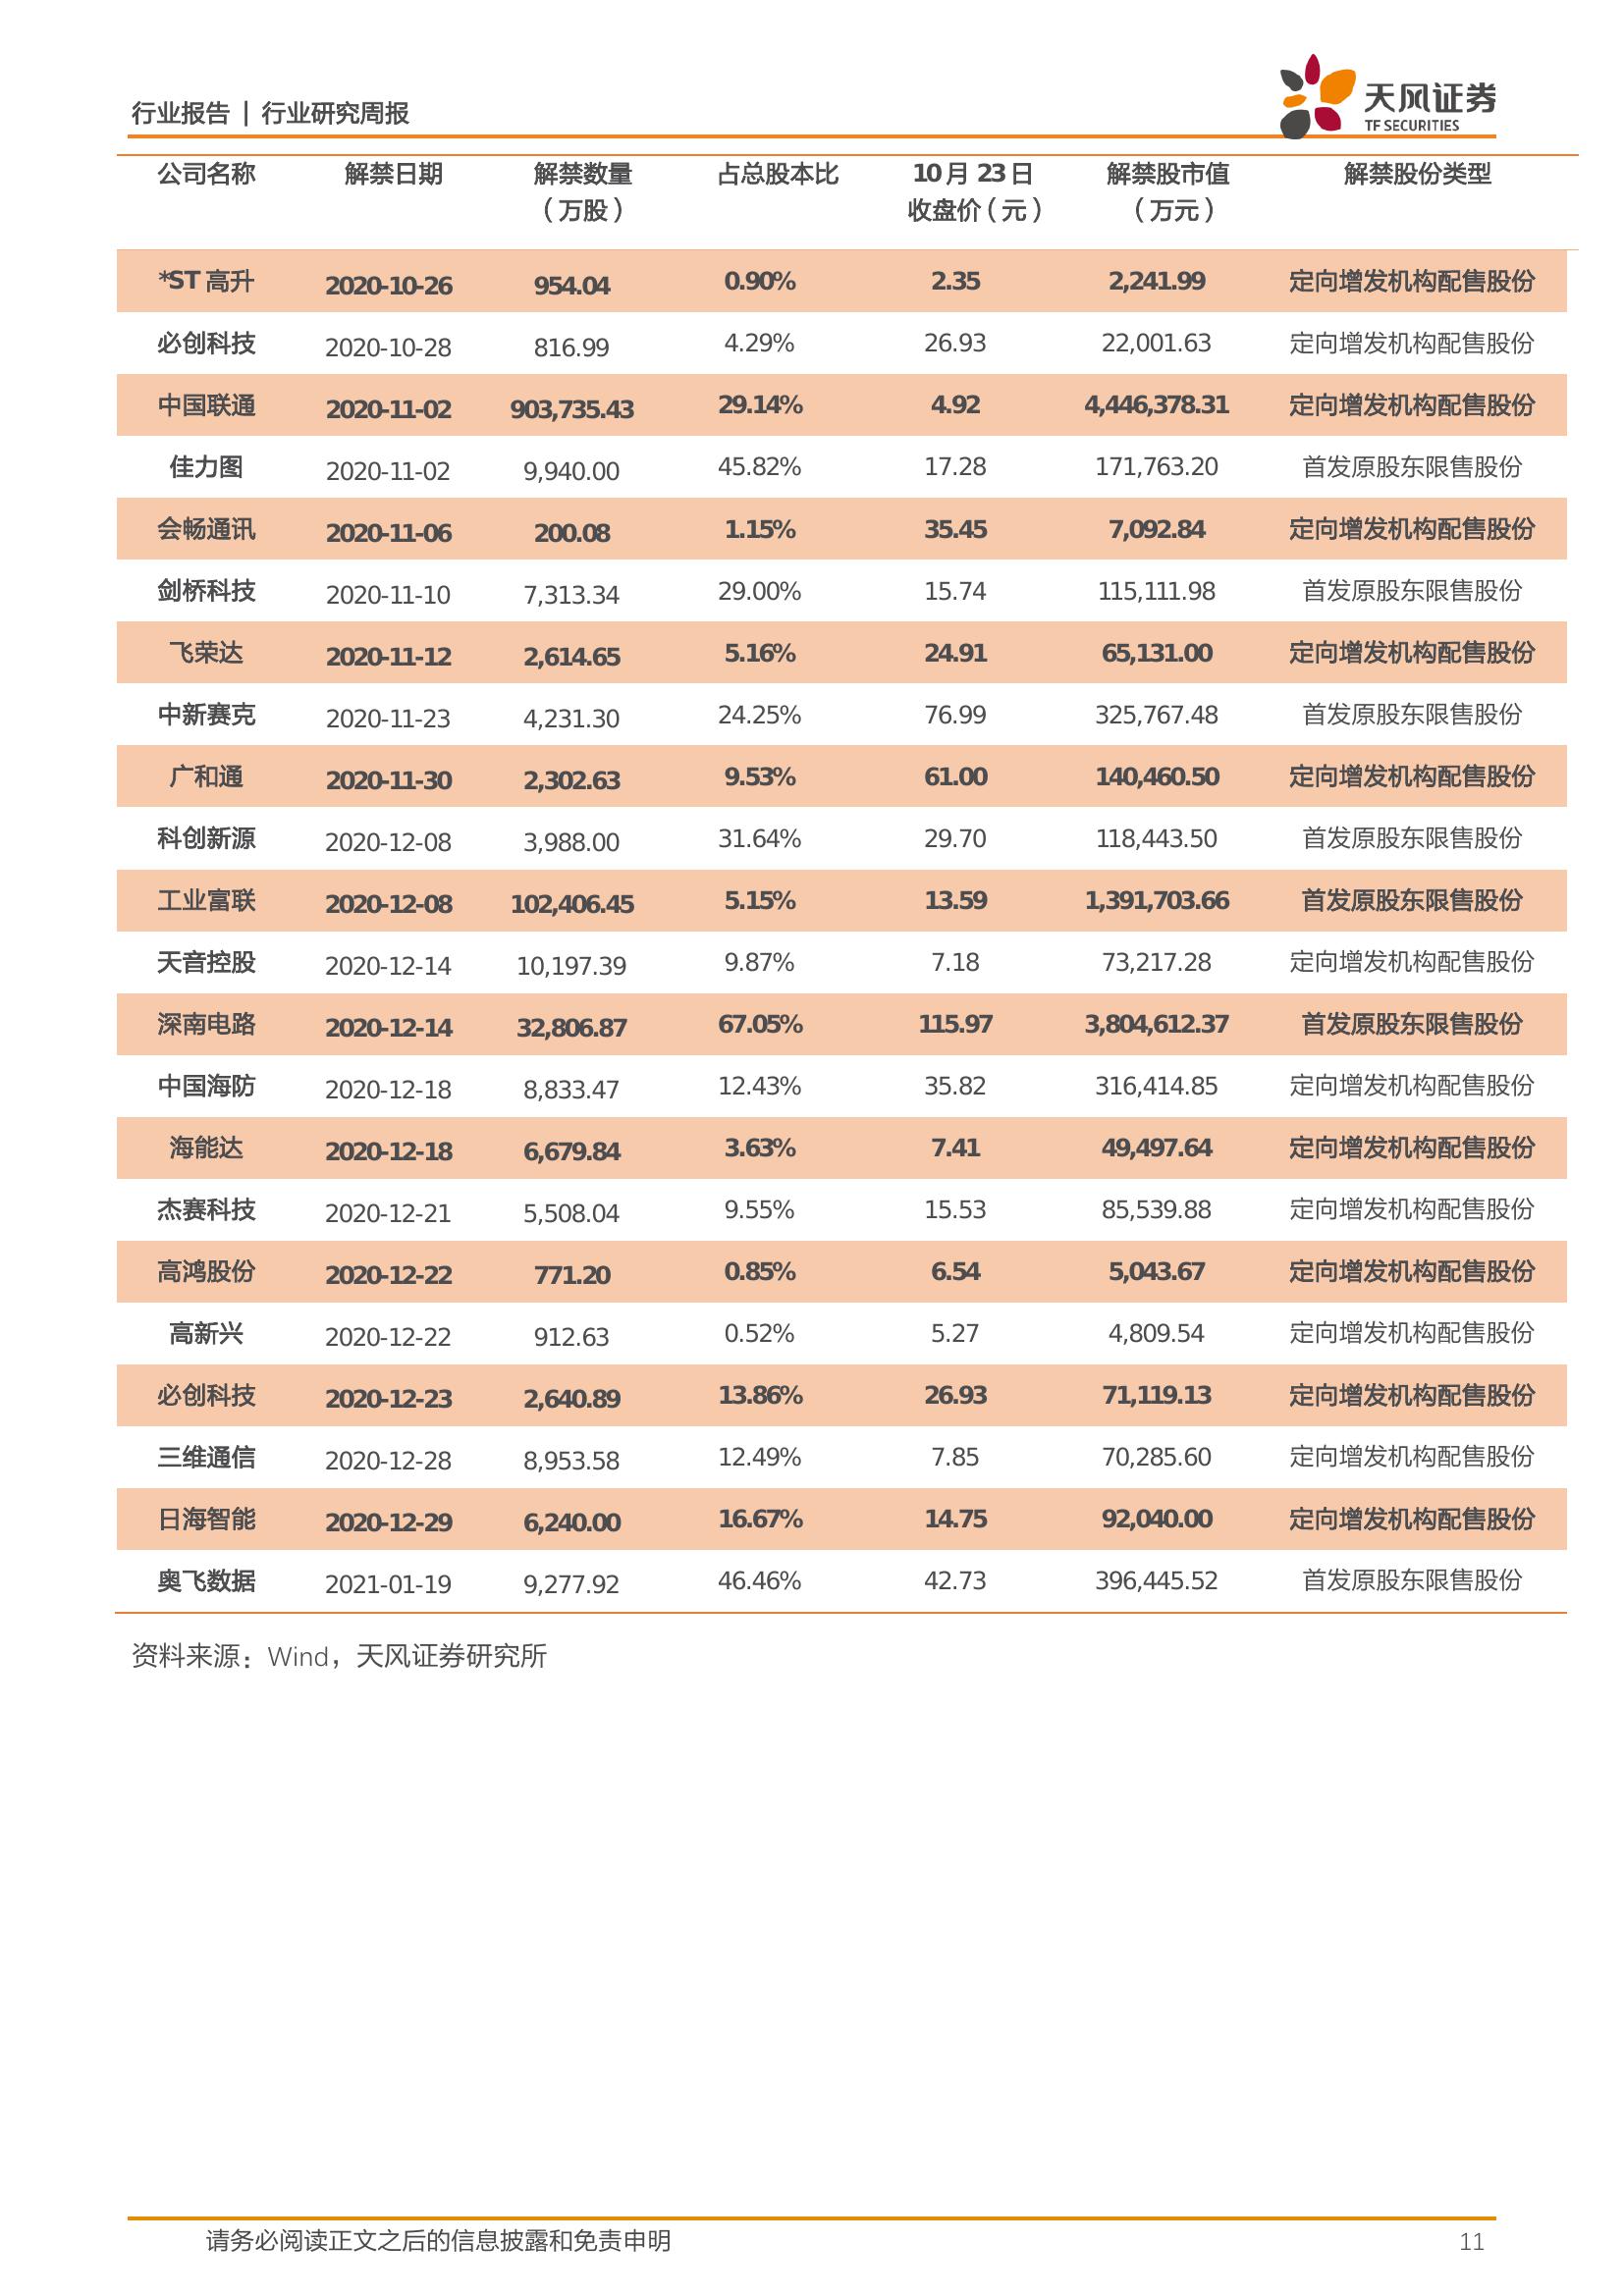 行业报告 | 行业研究周报
天风证券
TF SECURITIES
公司名称 解禁日期 解禁数量 占总股本比 10月23日 解禁股市值 解禁股份类型
（万股） 收盘价（元） （万元）
*ST高升 2020-10-26 954.04 0.90% 2.35 2,241.99 定向增发机构配售股份
必创科技 2020-10-28 816.99 4.29% 26.93 22,001.63 定向增发机构配售股份
中国联通 2020-11-02 903,735.43 29.14% 4.92 4,446,378.31 定向增发机构配售股份
佳力图 2020-11-02 9,940.00 45.82% 17.28 171,763.20 首发原股东限售股份
会畅通讯 2020-11-06 200.08 1.15% 35.45 7,092.84 定向增发机构配售股份
剑桥科技 2020-11-10 7,313.34 29.00% 15.74 115,111.98 首发原股东限售股份
飞荣达 2020-11-12 2,614.65 5.16% 24.91 65,131.00 定向增发机构配售股份
中新赛克 2020-11-23 4,231.30 24.25% 76.99 325,767.48 首发原股东限售股份
广和通 2020-11-30 2,302.63 9.53% 61.00 140,460.50 定向增发机构配售股份
科创新源 2020-12-08 3,988.00 31.64% 29.70 118,443.50 首发原股东限售股份
工业富联 2020-12-08 102,406.45 5.15% 13.59 1,391,703.66 首发原股东限售股份
天音控股 2020-12-14 10,197.39 9.87% 7.18 73,217.28 定向增发机构配售股份
深南电路 2020-12-14 32,806.87 67.05% 115.97 3,804,612.37 首发原股东限售股份
中国海防 2020-12-18 8,833.47 12.43% 35.82 316,414.85 定向增发机构配售股份
海能达 2020-12-18 6,679.84 3.63% 7.41 49,497.64 定向增发机构配售股份
杰赛科技 2020-12-21 5,508.04 9.55% 15.53 85,539.88 定向增发机构配售股份
高鸿股份 2020-12-22 771.20 0.85% 6.54 5,043.67 定向增发机构配售股份
高新兴 2020-12-22 912.63 0.52% 5.27 4,809.54 定向增发机构配售股份
必创科技 2020-12-23 2,640.89 13.86% 26.93 71,119.13 定向增发机构配售股份
三维通信 2020-12-28 8,953.58 12.49% 7.85 70,285.60 定向增发机构配售股份
日海智能 2020-12-29 6,240.00 16.67% 14.75 92,040.00 定向增发机构配售股份
奥飞数据 2021-01-19 9,277.92 46.46% 42.73 396,445.52 首发原股东限售股份
资料来源：Wind，天风证券研究所
请务必阅读正文之后的信息披露和免责申明 11